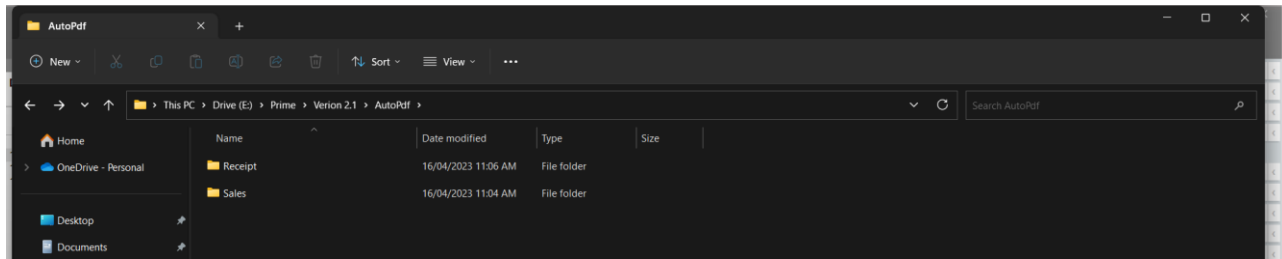 AutoPdf
New
Sort
View
This PC > Drive (E:) > Prime > Verion 2.1 > AutoPdf >
Search AutoPdf
Home
Name Date modified Type Size
OneDrive - Personal
Receipt 16/04/2023 11:06 AM File folder
Sales 16/04/2023 11:04 AM File folder
Desktop
Documents